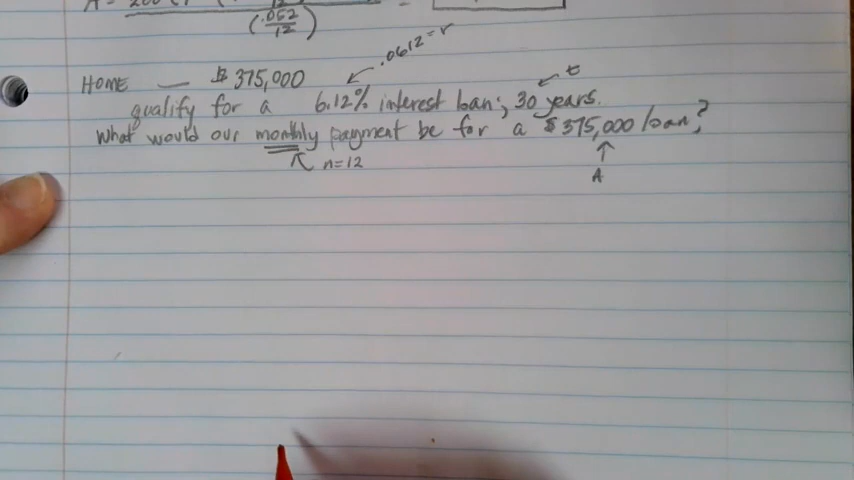 (.052/12)
.0612 = r
HOME — $375,000
t
qualify for a 6.12% interest loan; 30 years.
What would our monthly payment be for a $375,000 loan?
n=12
A